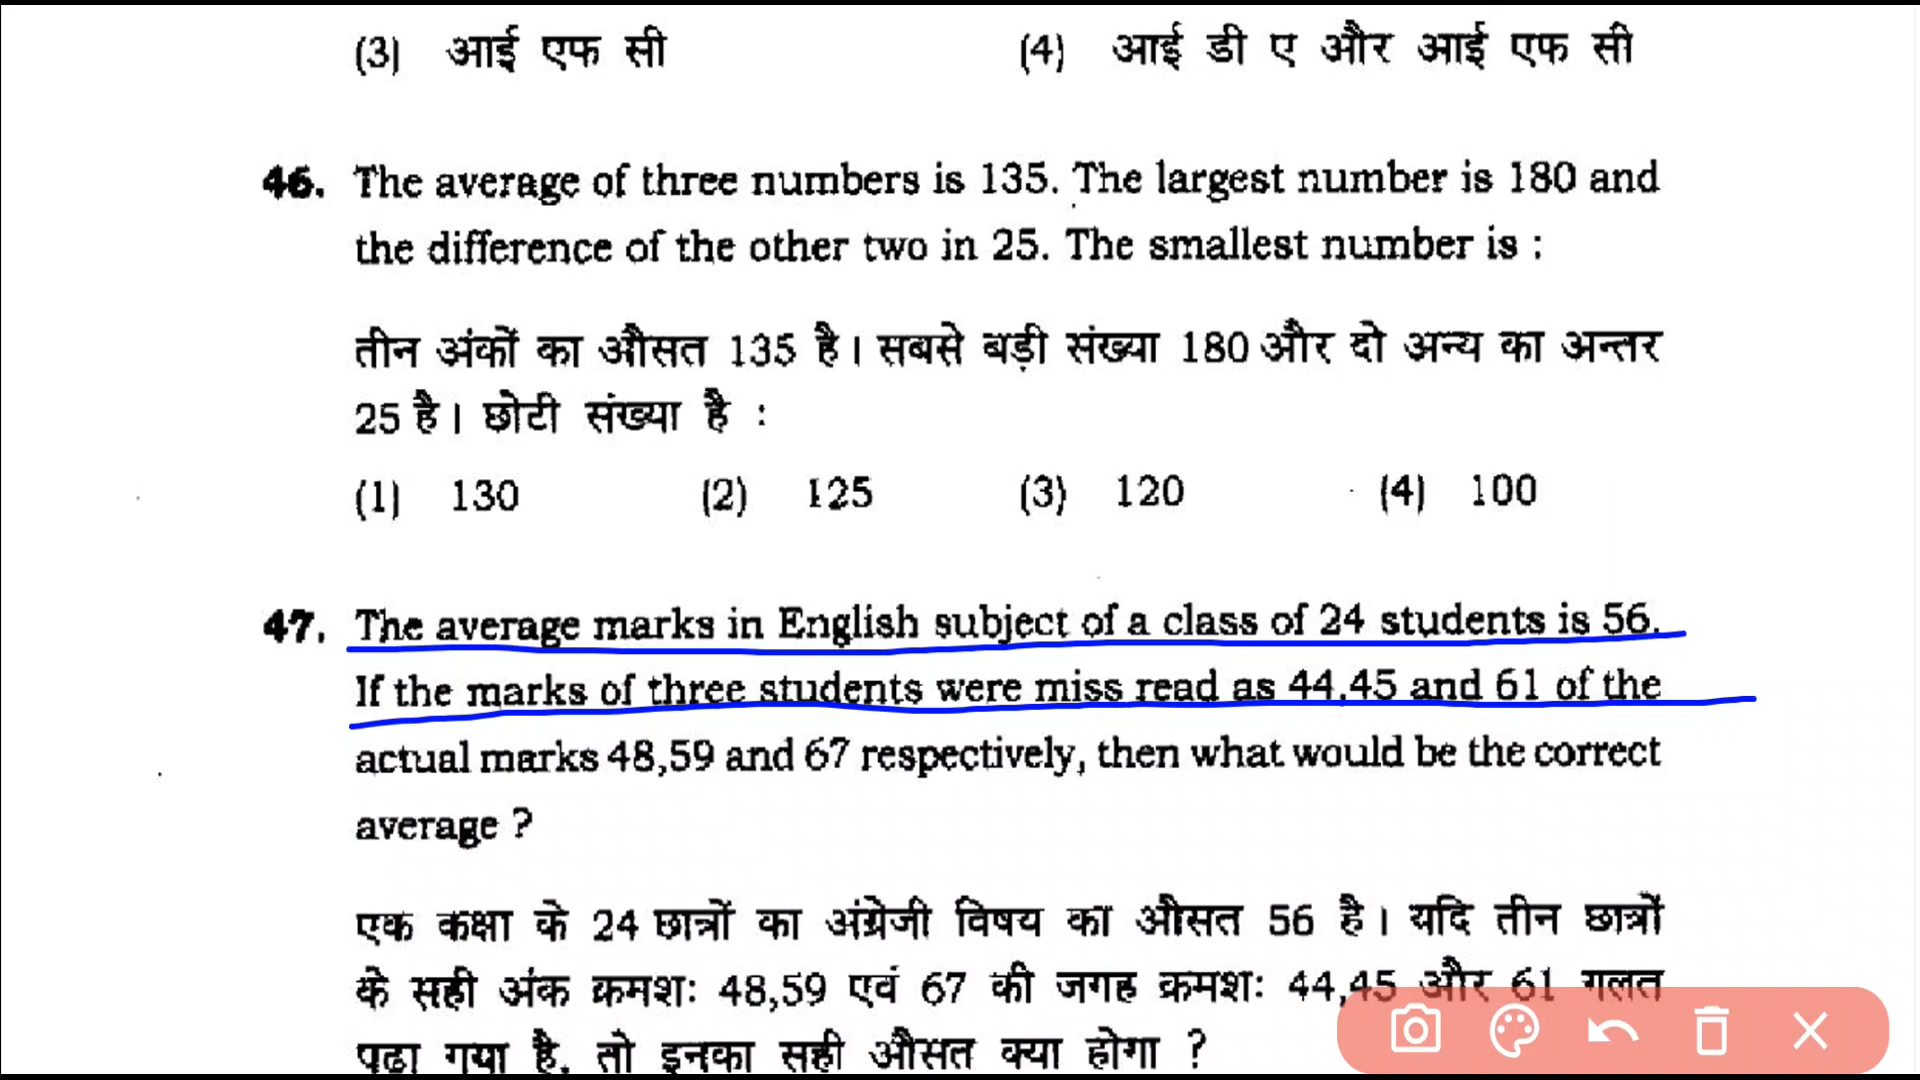 (3) आई एफ सी (4) आई डी ए और आई एफ सी
46. The average of three numbers is 135. The largest number is 180 and
the difference of the other two in 25. The smallest number is :
तीन अंकों का औसत 135 है। सबसे बड़ी संख्या 180 और दो अन्य का अन्तर
25 है। छोटी संख्या है :
(1) 130 (2) 125 (3) 120 (4) 100
47. The average marks in English subject of a class of 24 students is 56.
If the marks of three students were miss read as 44,45 and 61 of the
actual marks 48,59 and 67 respectively, then what would be the correct
average ?
एक कक्षा के 24 छात्रों का अंग्रेजी विषय का औसत 56 है। यदि तीन छात्रों
के सही अंक क्रमशः 48,59 एवं 67 की जगह क्रमशः 44,45 और 61 गलत
पढा गया है, तो इनका सही औसत क्या होगा ?